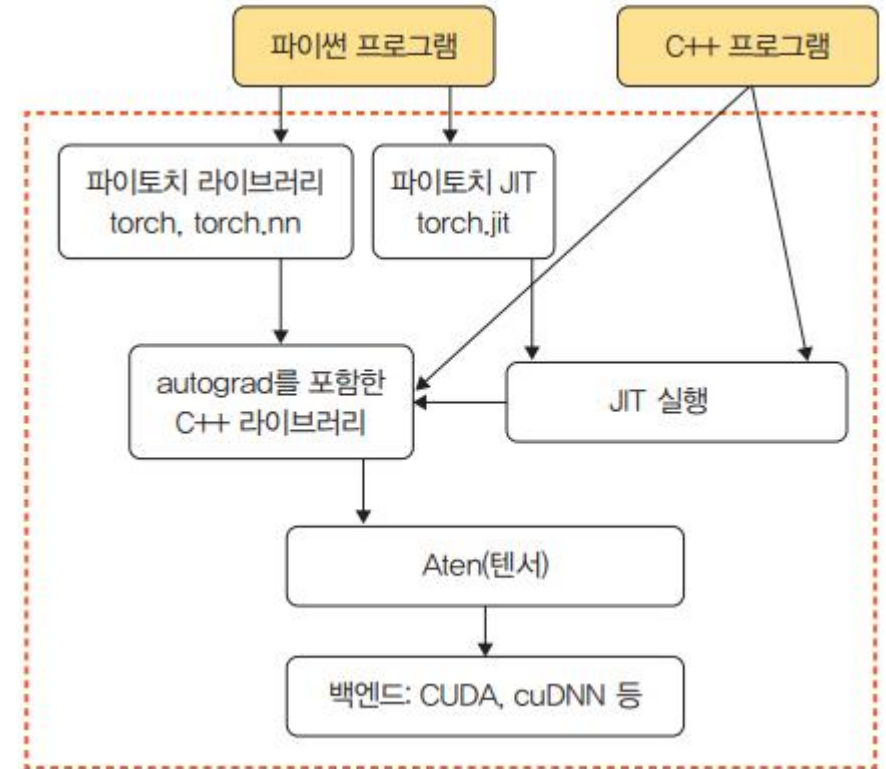 파이썬 프로그램
C++ 프로그램
파이토치 라이브러리
torch, torch.nn
파이토치 JIT
torch.jit
autograd를 포함한
C++ 라이브러리
JIT 실행
Aten(텐서)
백엔드: CUDA, cuDNN 등